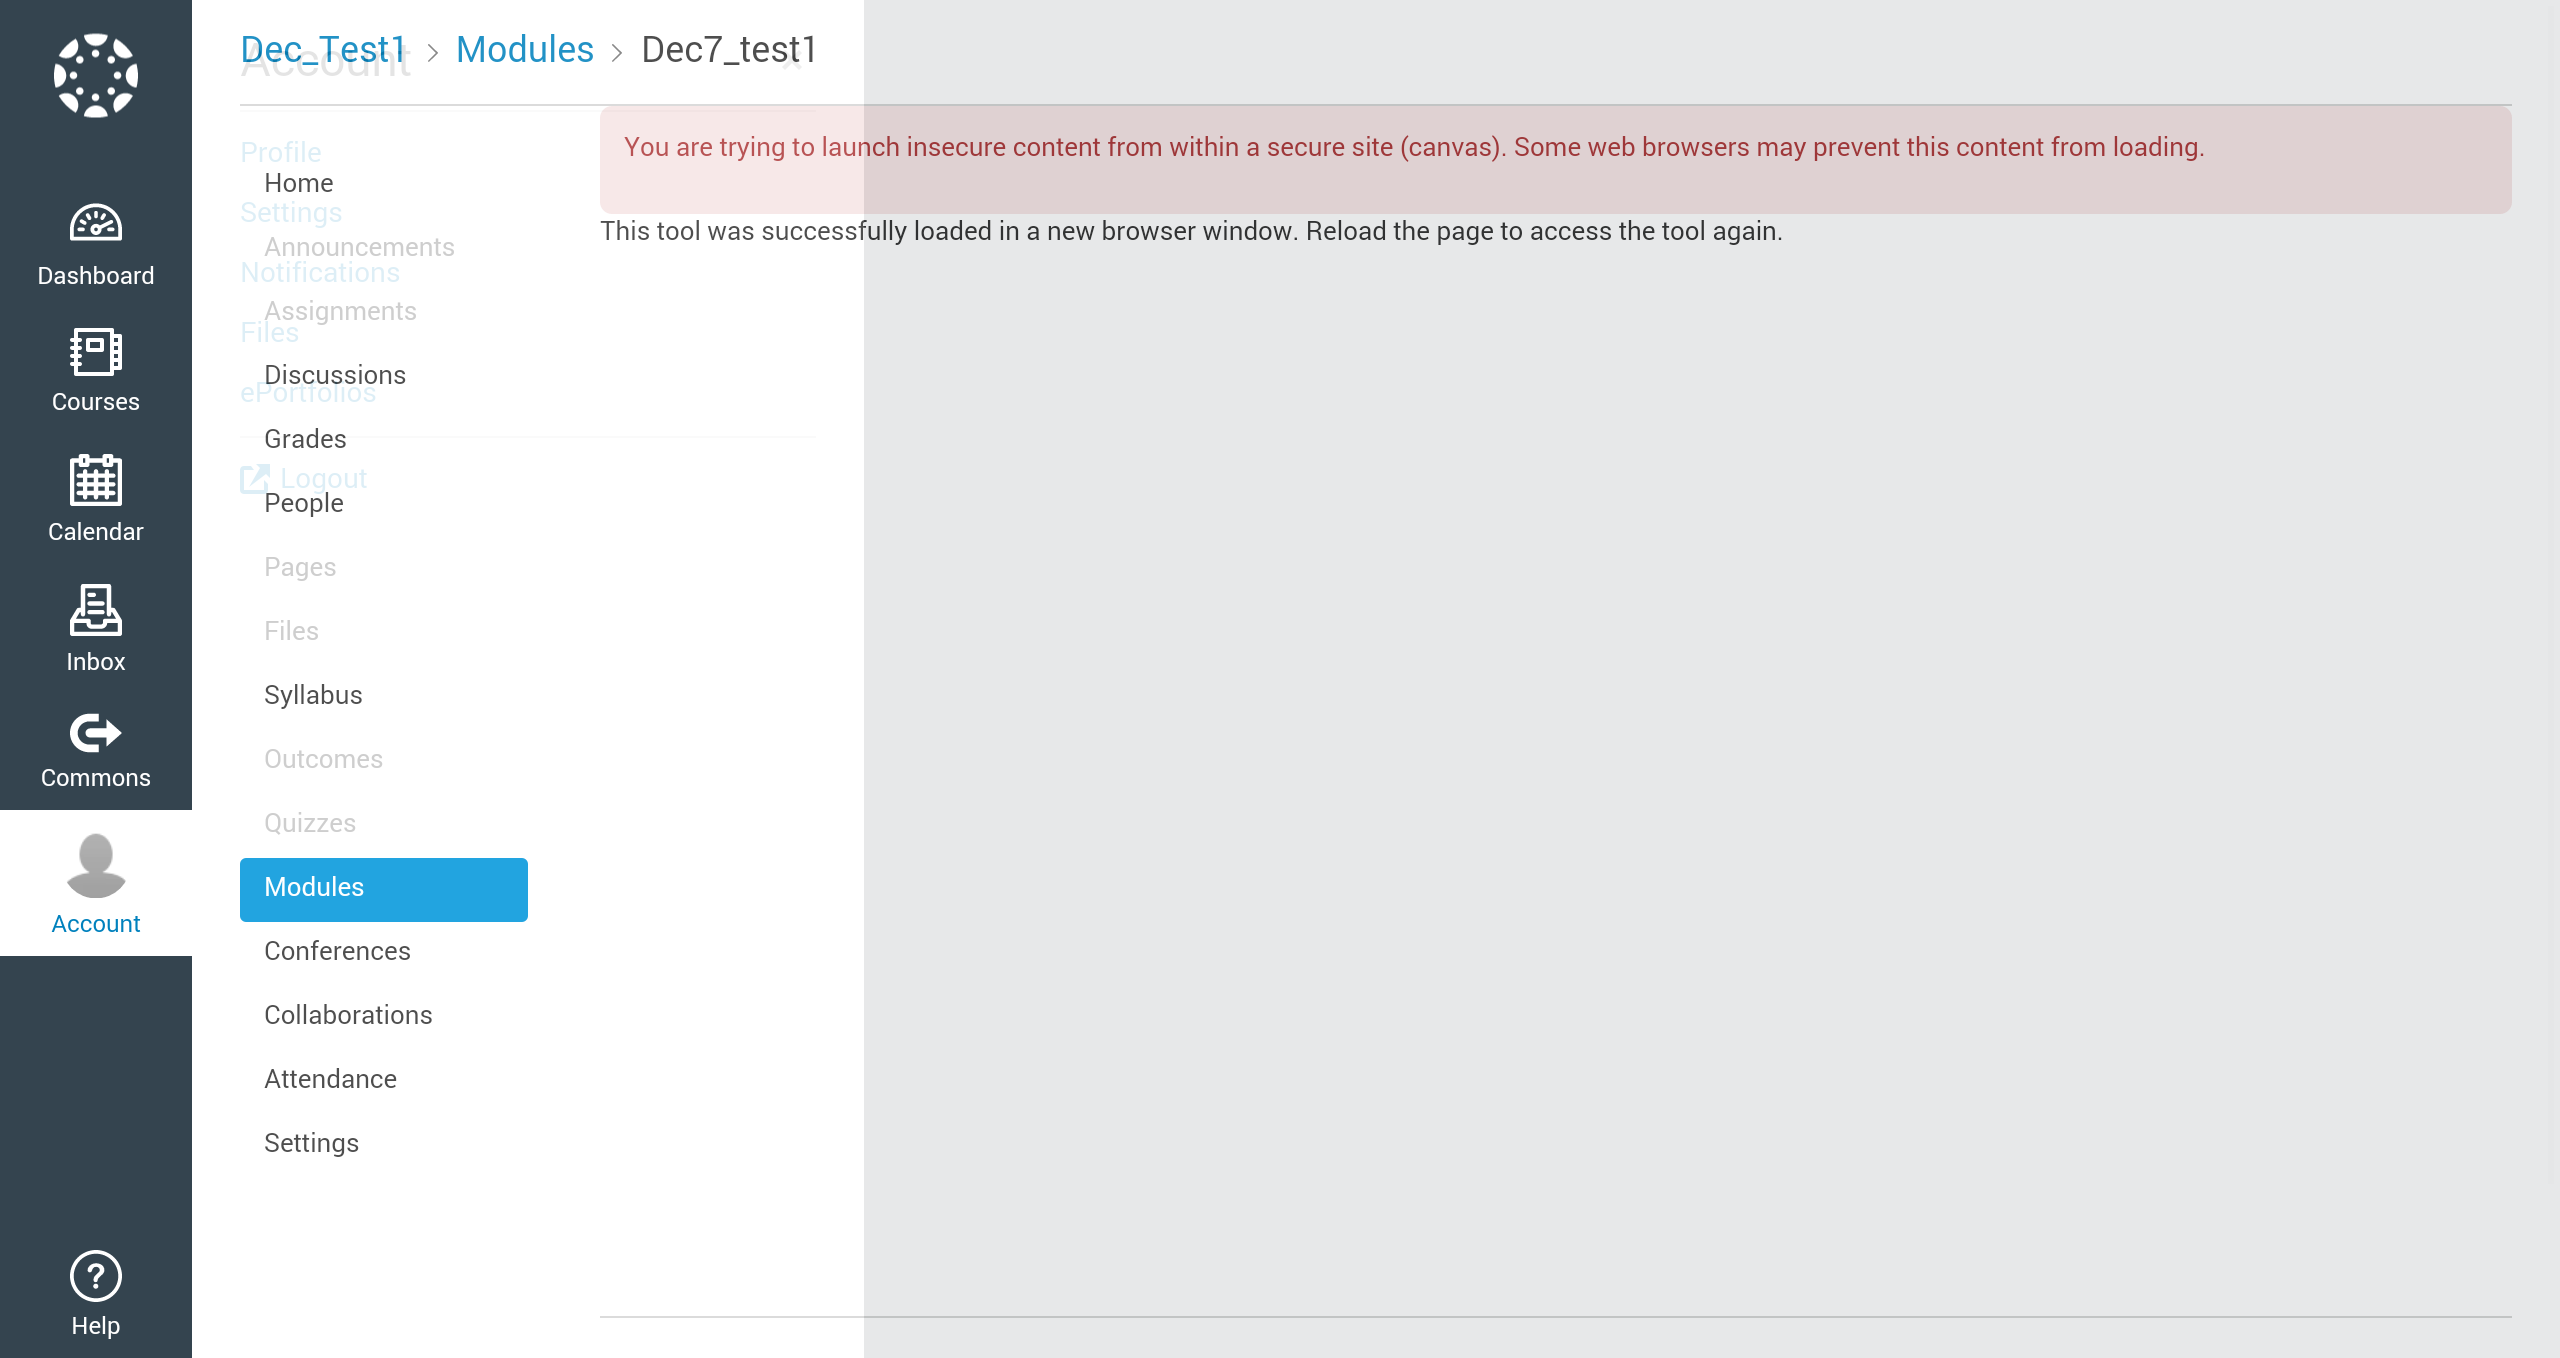 Dashboard
Courses
Calendar
Inbox
Commons
Account
Help
Dec_Test1 > Modules > Dec7_test1
Account ×
Profile
Settings
Notifications
Files
ePortfolios
Logout
Home
Announcements
Assignments
Discussions
Grades
People
Pages
Files
Syllabus
Outcomes
Quizzes
Modules
Conferences
Collaborations
Attendance
Settings
You are trying to launch insecure content from within a secure site (canvas). Some web browsers may prevent this content from loading.
This tool was successfully loaded in a new browser window. Reload the page to access the tool again.